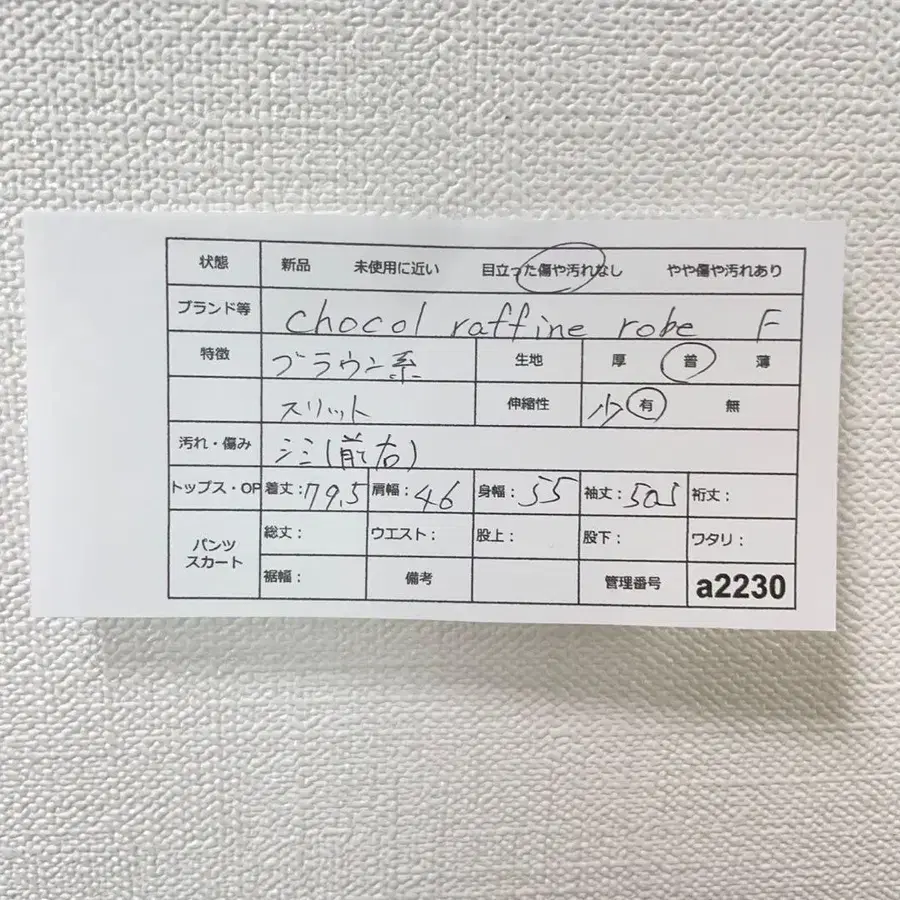 状態 新品 未使用に近い 目立った傷や汚れなし やや傷や汚れあり
ブランド等 chocol raffine robe F
特徴 ブラウン系 生地 厚 普 薄
スリット 伸縮性 少 有 無
汚れ・傷み シミ(前右)
トップス・OP 着丈:79.5 肩幅:46 身幅:55 袖丈:50.5 裄丈:
パンツ スカート 総丈: ウエスト: 股上: 股下: ワタリ:
裾幅: 備考 管理番号 a2230